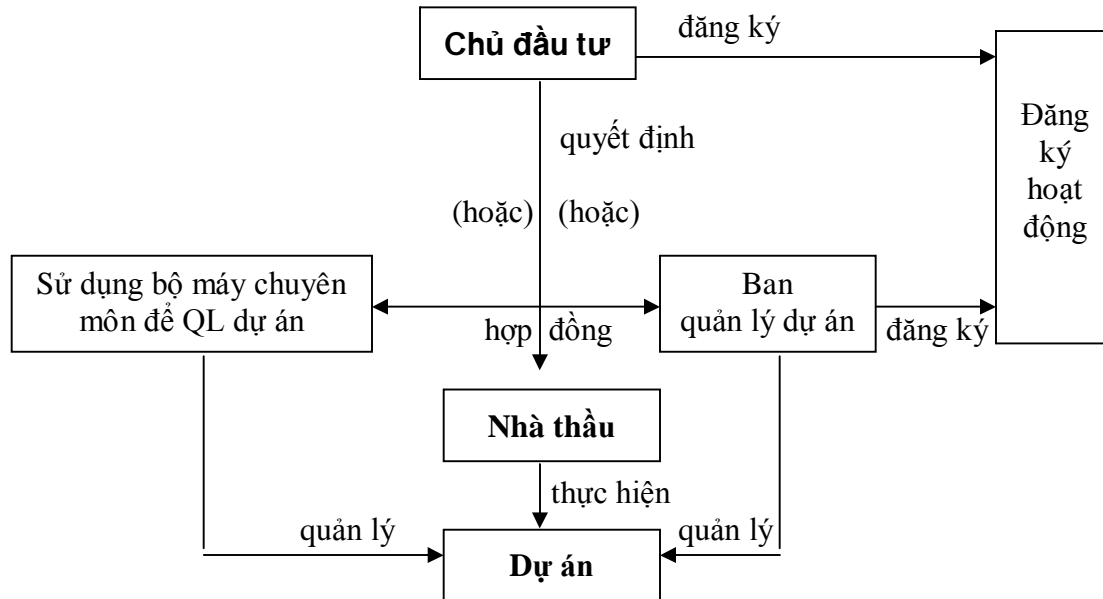 Chủ đầu tư
đăng ký
Đăng
ký
hoạt
động
quyết định
(hoặc) (hoặc)
Sử dụng bộ máy chuyên
môn để QL dự án
Ban
quản lý dự án
hợp đồng
đăng ký
Nhà thầu
thực hiện
quản lý
quản lý
Dự án